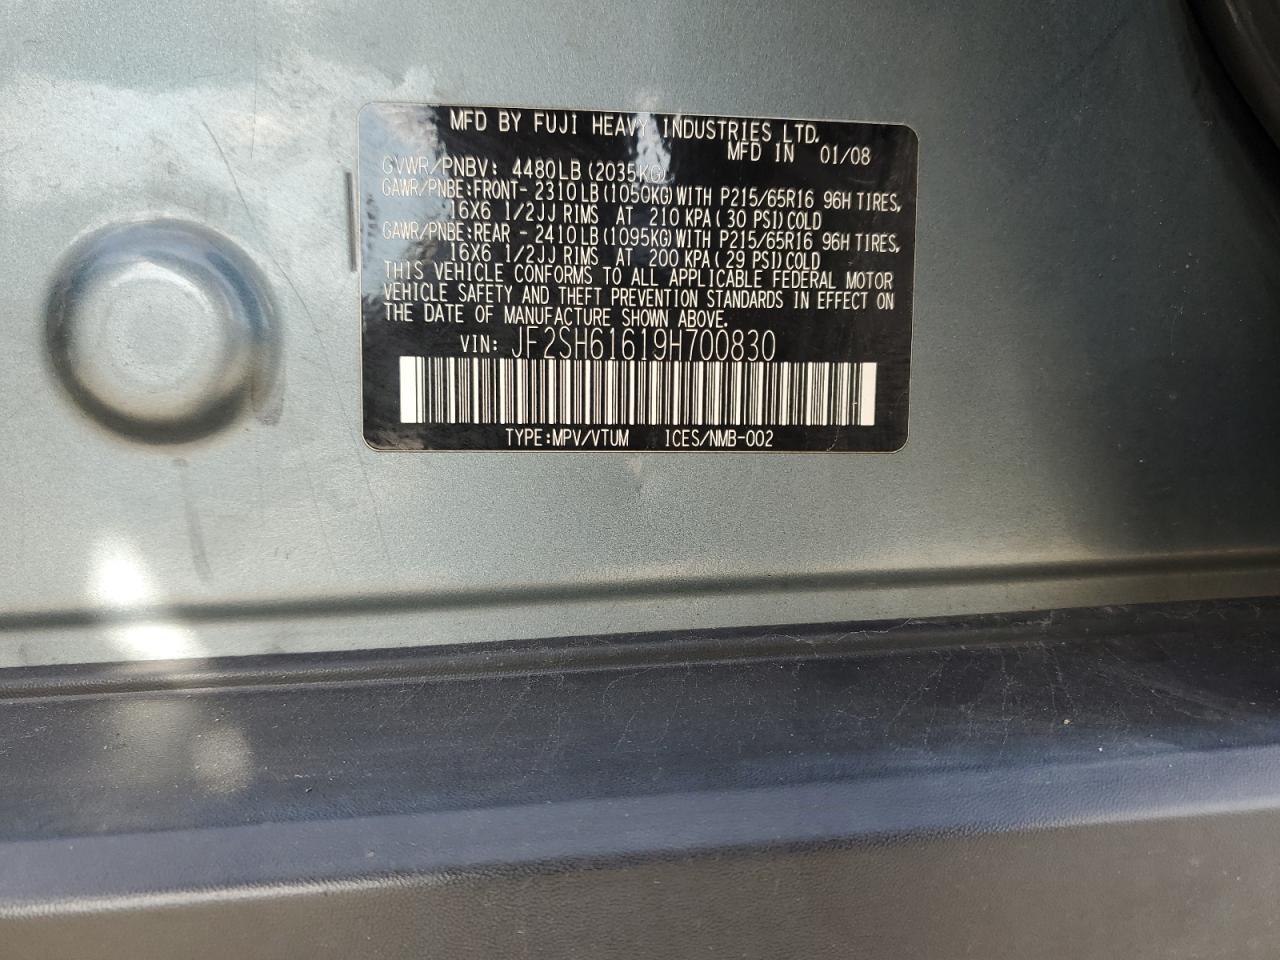 MFD BY FUJI HEAVY INDUSTRIES LTD.
MFD IN 01/08
GVWR/PNBV: 4480LB (2035KG)
GAWR/PNBE:FRONT- 2310LB(1050KG)WITH P215/65R16 96H TIRES,
16X6 1/2JJ RIMS AT 210 KPA( 30 PSI)COLD
GAWR/PNBE:REAR - 2410LB(1095KG)WITH P215/65R16 96H TIRES,
16X6 1/2JJ RIMS AT 200 KPA( 29 PSI)COLD
THIS VEHICLE CONFORMS TO ALL APPLICABLE FEDERAL MOTOR
VEHICLE SAFETY AND THEFT PREVENTION STANDARDS IN EFFECT ON
THE DATE OF MANUFACTURE SHOWN ABOVE.
VIN: JF2SH61619H700830
TYPE:MPV/VTUM ICES/NMB-002